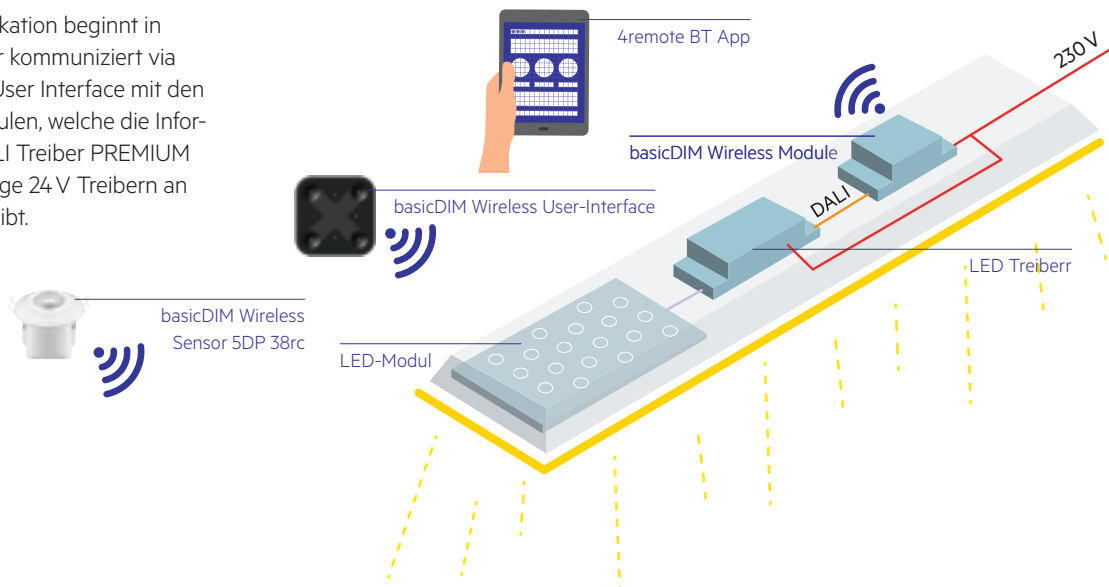 kation beginnt in
r kommuniziert via
User Interface mit den
ulen, welche die Infor-
LI Treiber PREMIUM
ge 24 V Treibern an
ibt.
4remote BT App
230 V
basicDIM Wireless Module
DALI
basicDIM Wireless User-Interface
LED Treiberr
basicDIM Wireless
Sensor 5DP 38rc
LED-Modul